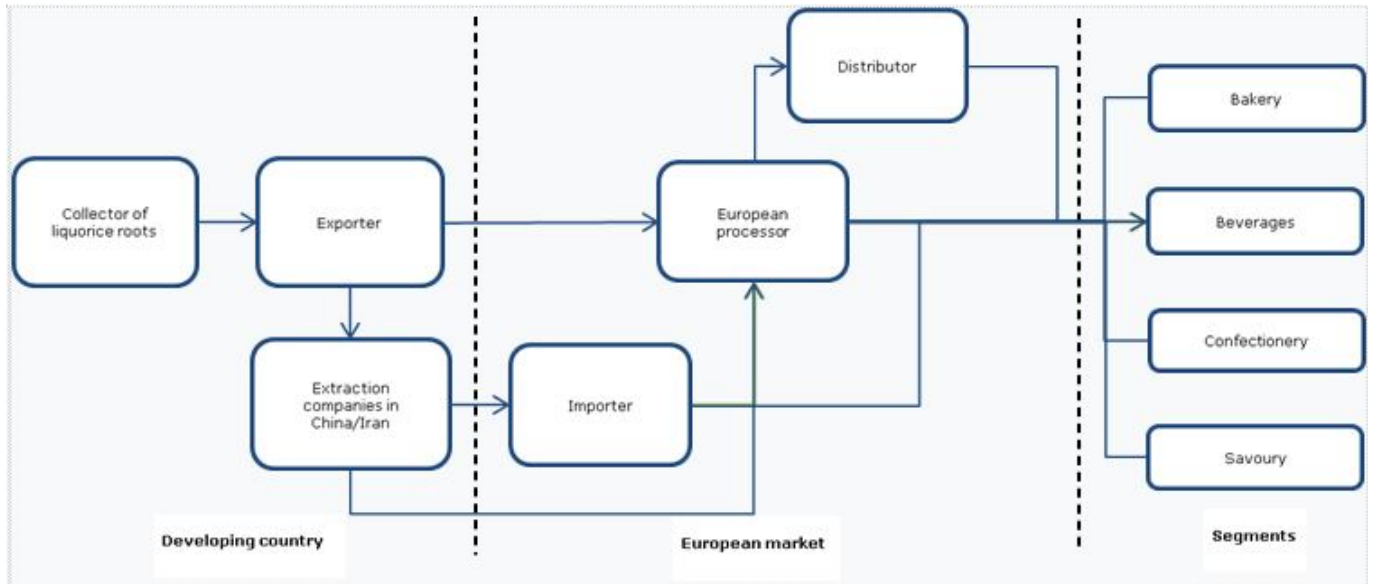 Distributor
Bakery
Collector of
liquorice roots
Exporter
European
processor
Beverages
Extraction
companies in
China/Iran
Importer
Confectionery
Savoury
Developing country
European market
Segments